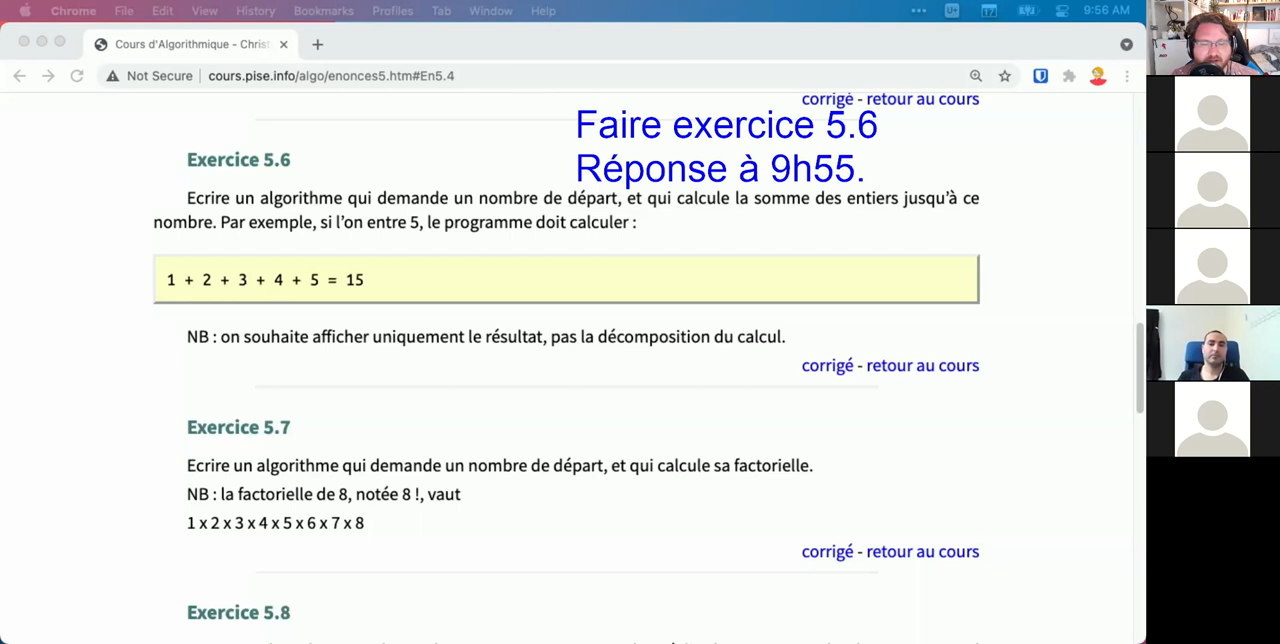 Chrome File Edit View History Bookmarks Profiles Tab Window Help 9:56 AM
Cours d'Algorithmique - Christ
Not Secure | cours.pise.info/algo/enonces5.htm#En5.4
corrigé - retour au cours
Faire exercice 5.6
Réponse à 9h55.
Exercice 5.6
Ecrire un algorithme qui demande un nombre de départ, et qui calcule la somme des entiers jusqu'à ce
nombre. Par exemple, si l'on entre 5, le programme doit calculer :
1 + 2 + 3 + 4 + 5 = 15
NB : on souhaite afficher uniquement le résultat, pas la décomposition du calcul.
corrigé - retour au cours
Exercice 5.7
Ecrire un algorithme qui demande un nombre de départ, et qui calcule sa factorielle.
NB : la factorielle de 8, notée 8 !, vaut
1 x 2 x 3 x 4 x 5 x 6 x 7 x 8
corrigé - retour au cours
Exercice 5.8